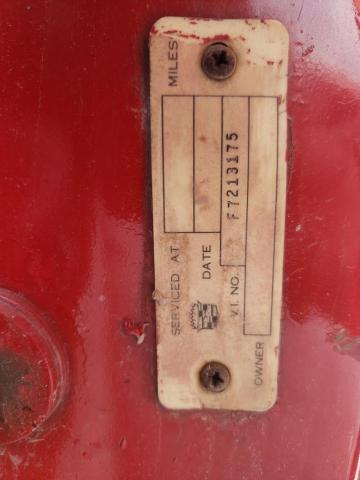 SERVICED AT MILES
DATE
V.I. NO. F7213175
OWNER